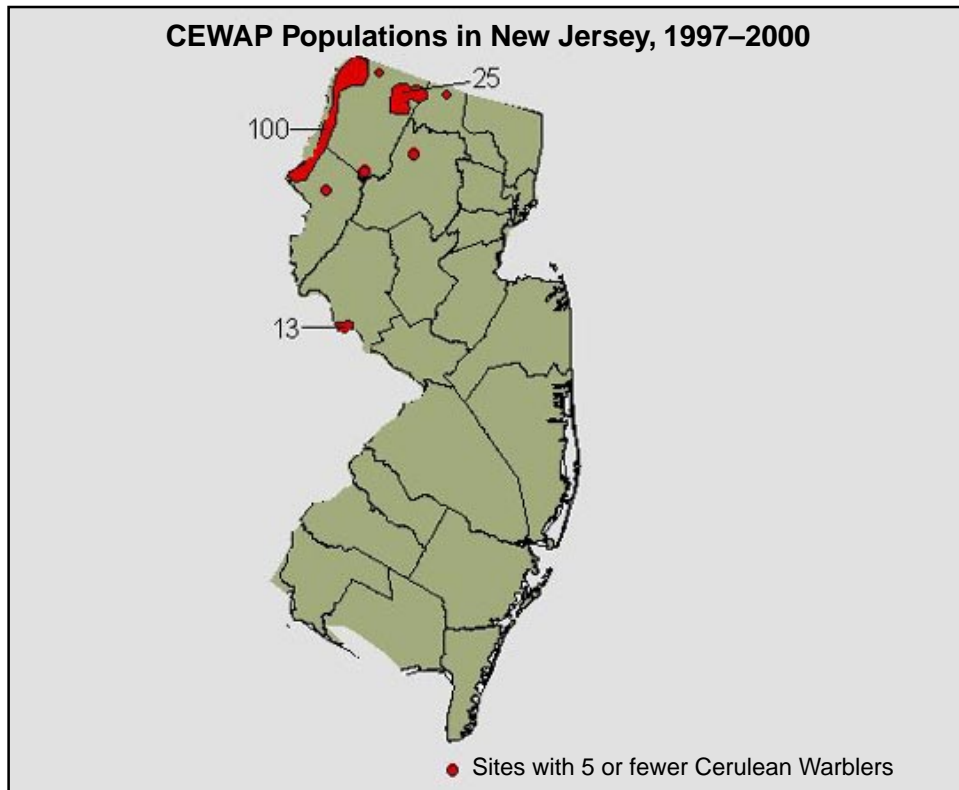 CEWAP Populations in New Jersey, 1997–2000
25
100
13
Sites with 5 or fewer Cerulean Warblers